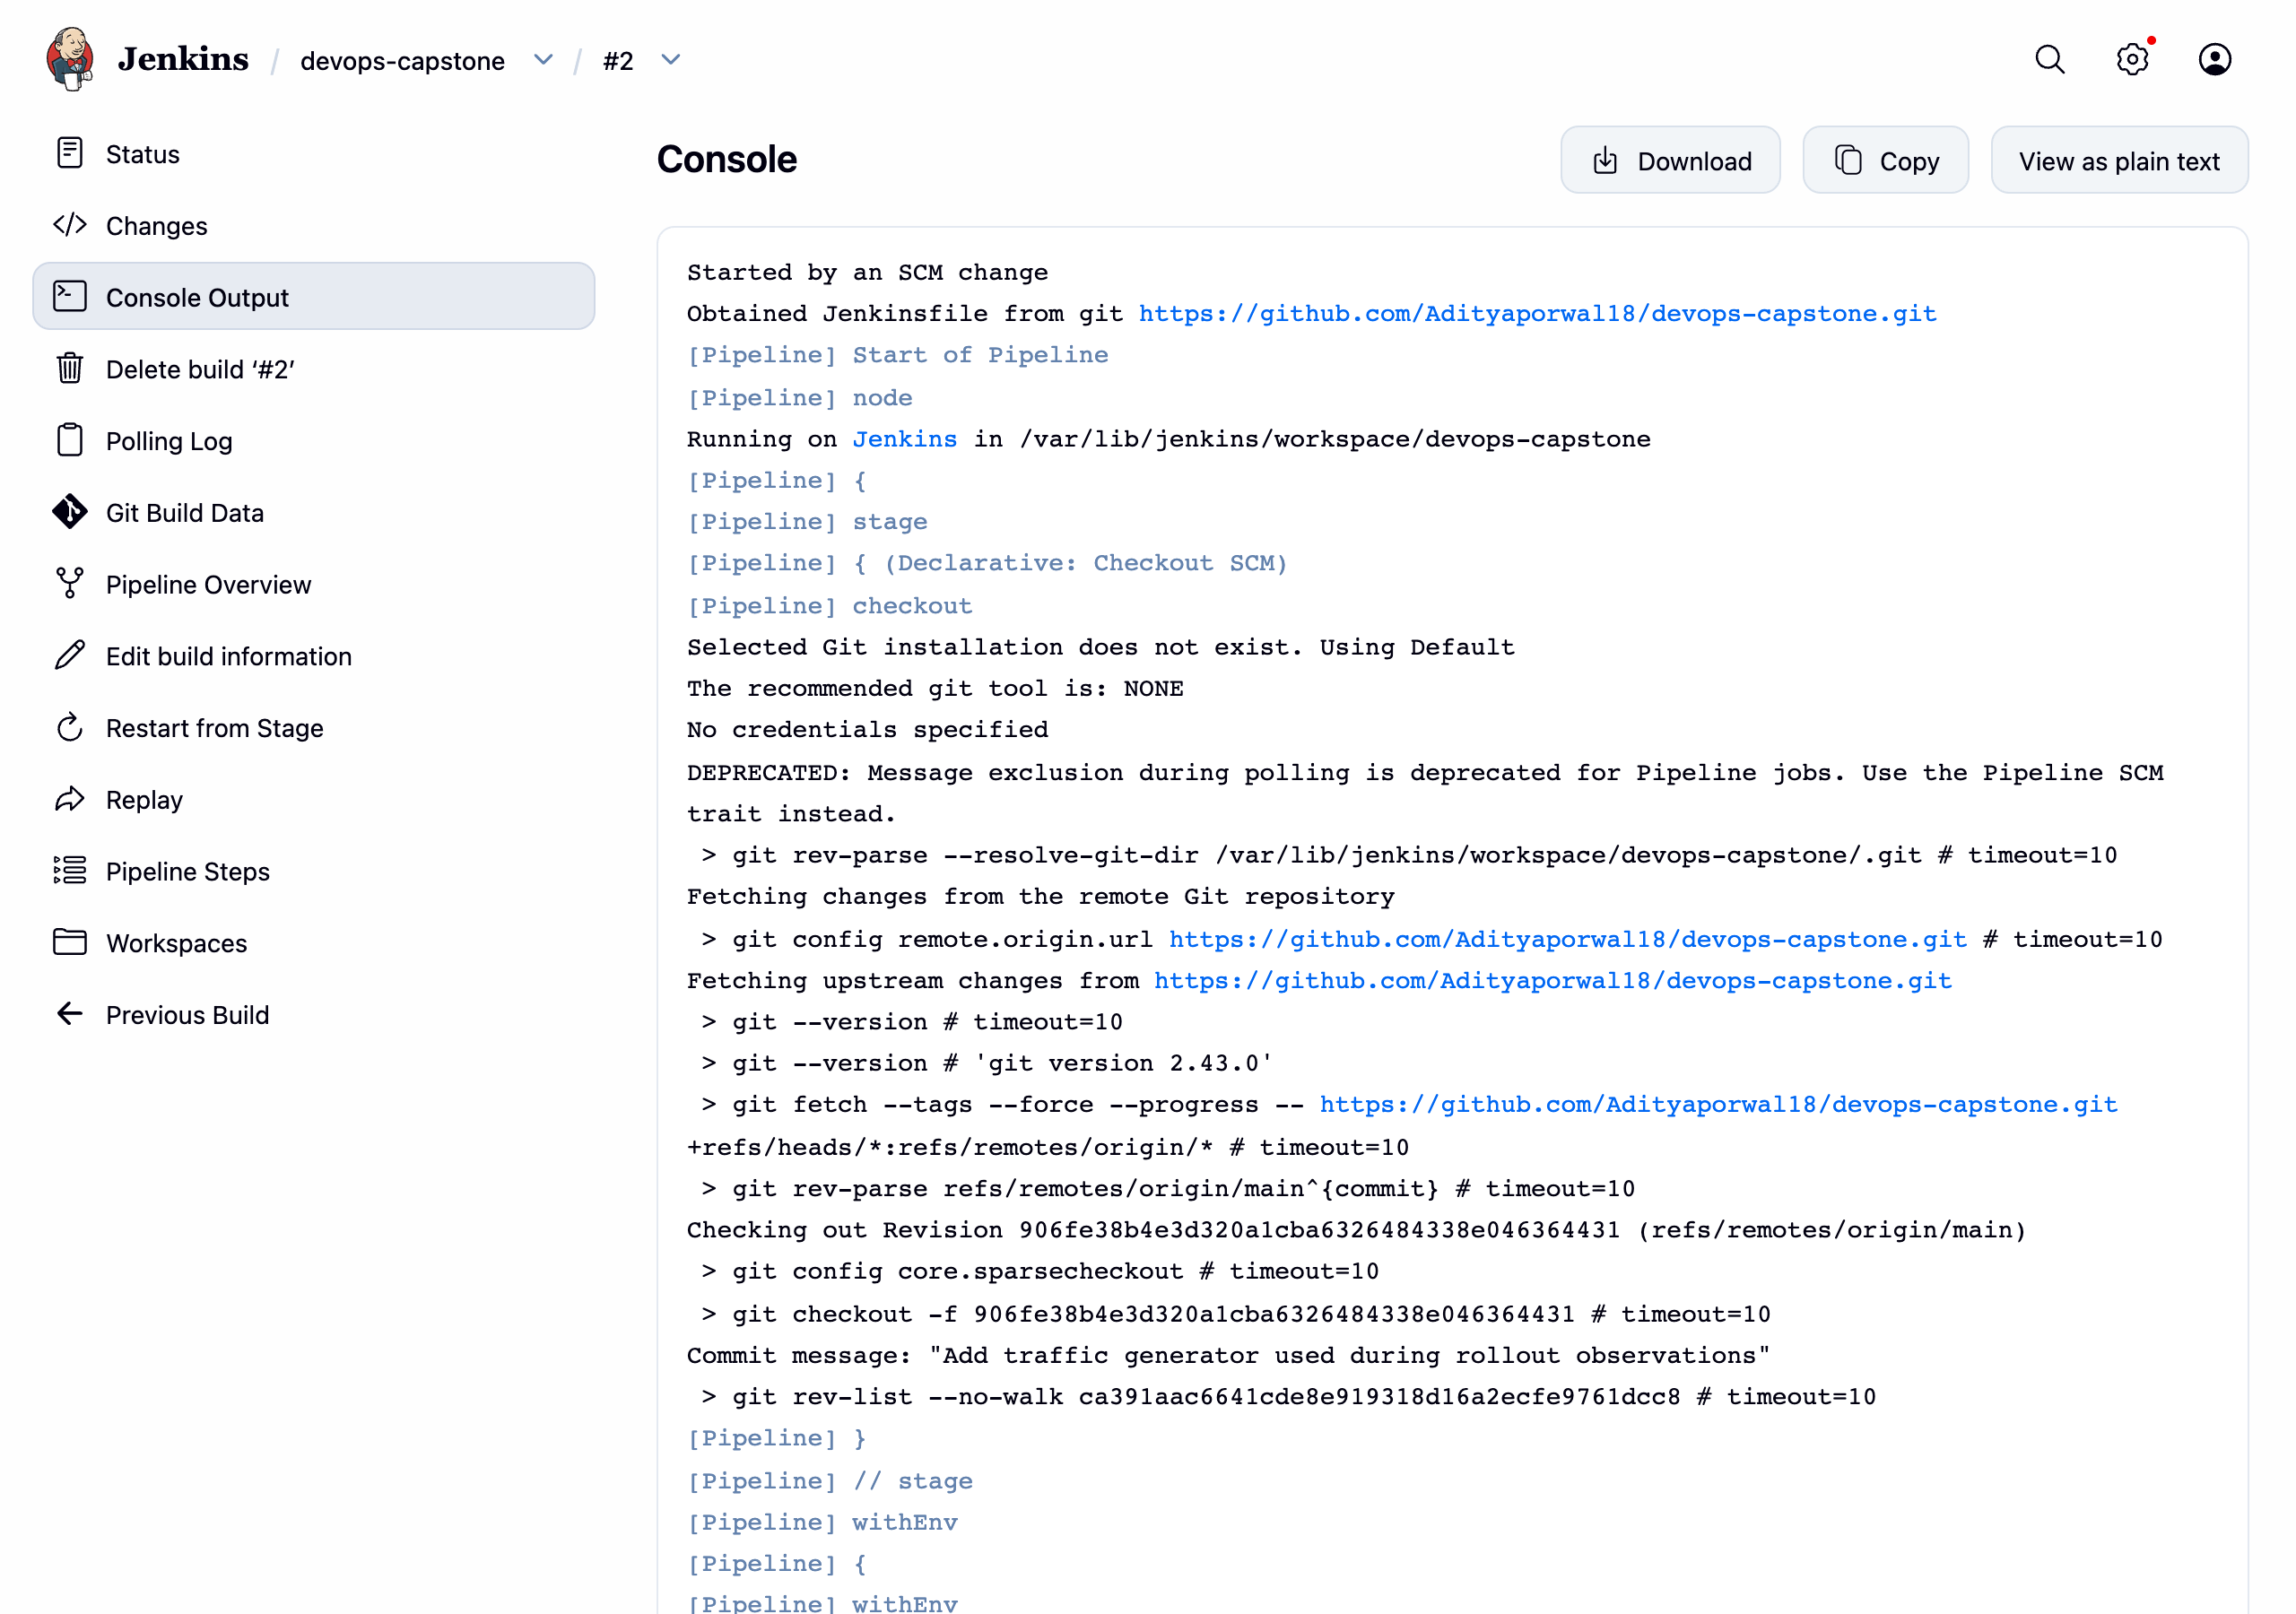 Jenkins / devops-capstone / #2
Status
Changes
Console Output
Delete build ‘#2’
Polling Log
Git Build Data
Pipeline Overview
Edit build information
Restart from Stage
Replay
Pipeline Steps
Workspaces
Previous Build
Console
Download
Copy
View as plain text
Started by an SCM change
Obtained Jenkinsfile from git https://github.com/Adityaporwal18/devops-capstone.git
[Pipeline] Start of Pipeline
[Pipeline] node
Running on Jenkins in /var/lib/jenkins/workspace/devops-capstone
[Pipeline] {
[Pipeline] stage
[Pipeline] { (Declarative: Checkout SCM)
[Pipeline] checkout
Selected Git installation does not exist. Using Default
The recommended git tool is: NONE
No credentials specified
DEPRECATED: Message exclusion during polling is deprecated for Pipeline jobs. Use the Pipeline SCM
trait instead.
 > git rev-parse --resolve-git-dir /var/lib/jenkins/workspace/devops-capstone/.git # timeout=10
Fetching changes from the remote Git repository
 > git config remote.origin.url https://github.com/Adityaporwal18/devops-capstone.git # timeout=10
Fetching upstream changes from https://github.com/Adityaporwal18/devops-capstone.git
 > git --version # timeout=10
 > git --version # 'git version 2.43.0'
 > git fetch --tags --force --progress -- https://github.com/Adityaporwal18/devops-capstone.git
+refs/heads/*:refs/remotes/origin/* # timeout=10
 > git rev-parse refs/remotes/origin/main^{commit} # timeout=10
Checking out Revision 906fe38b4e3d320a1cba6326484338e046364431 (refs/remotes/origin/main)
 > git config core.sparsecheckout # timeout=10
 > git checkout -f 906fe38b4e3d320a1cba6326484338e046364431 # timeout=10
Commit message: "Add traffic generator used during rollout observations"
 > git rev-list --no-walk ca391aac6641cde8e919318d16a2ecfe9761dcc8 # timeout=10
[Pipeline] }
[Pipeline] // stage
[Pipeline] withEnv
[Pipeline] {
[Pipeline] withEnv